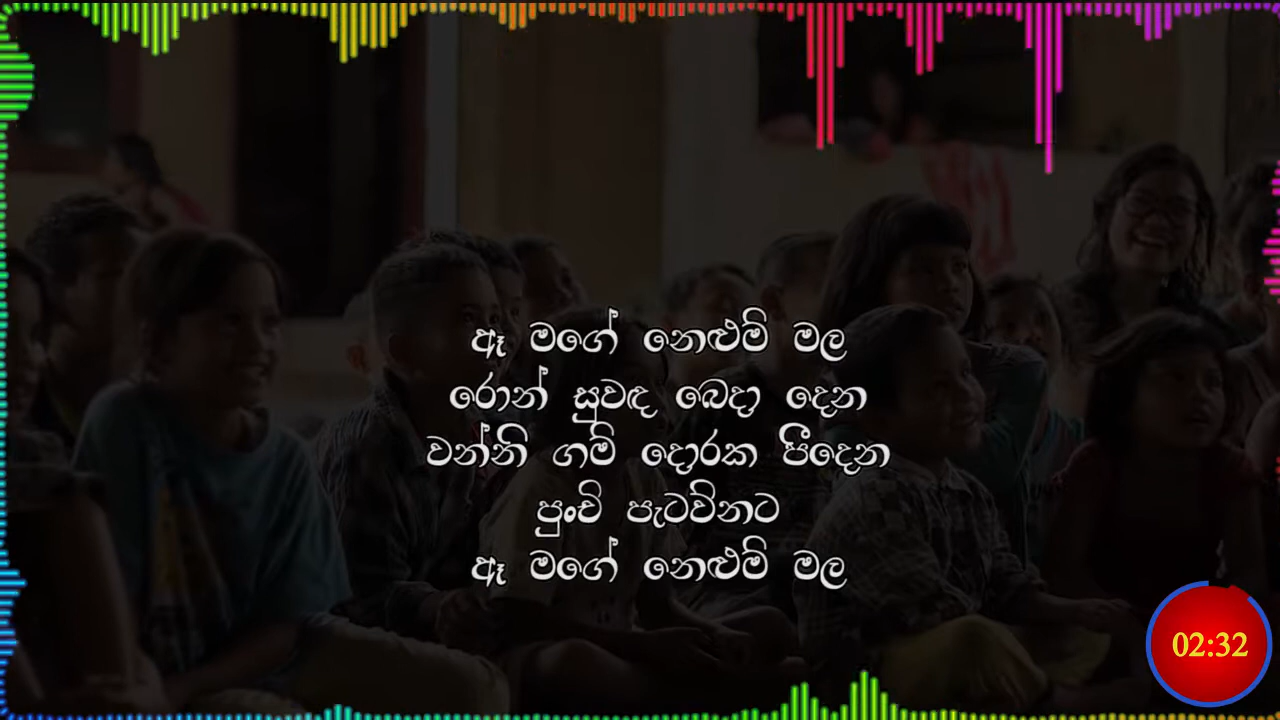 ඈ මගේ නෙළුම් මල
රොන් සුවඳ බෙදා දෙන
වන්නි ගම් දොරක පීදෙන
පුංචි පැටව්නට
ඈ මගේ නෙළුම් මල
02:32